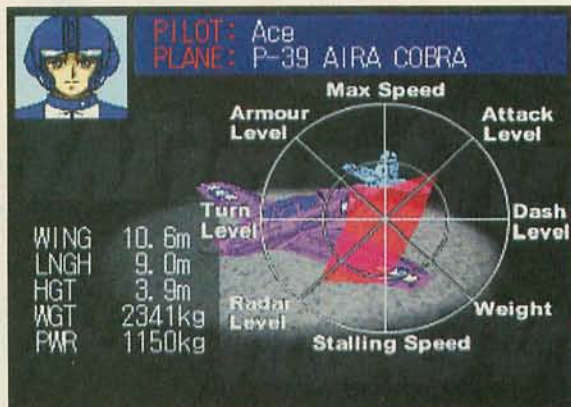 PILOT: Ace
PLANE: P-39 AIRA COBRA
Max Speed
Armour Level
Attack Level
Turn Level
Dash Level
Radar Level
Weight
Stalling Speed
WING 10.6m
LNGH 9.0m
HGT 3.9m
WGT 2341kg
PWR 1150kg